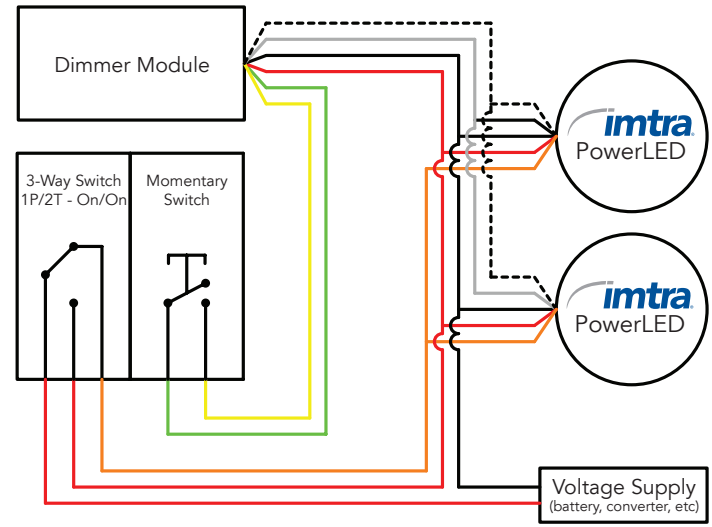 Dimmer Module
3-Way Switch
1P/2T - On/On
Momentary
Switch
imtra
PowerLED
imtra
PowerLED
Voltage Supply
(battery, converter, etc)